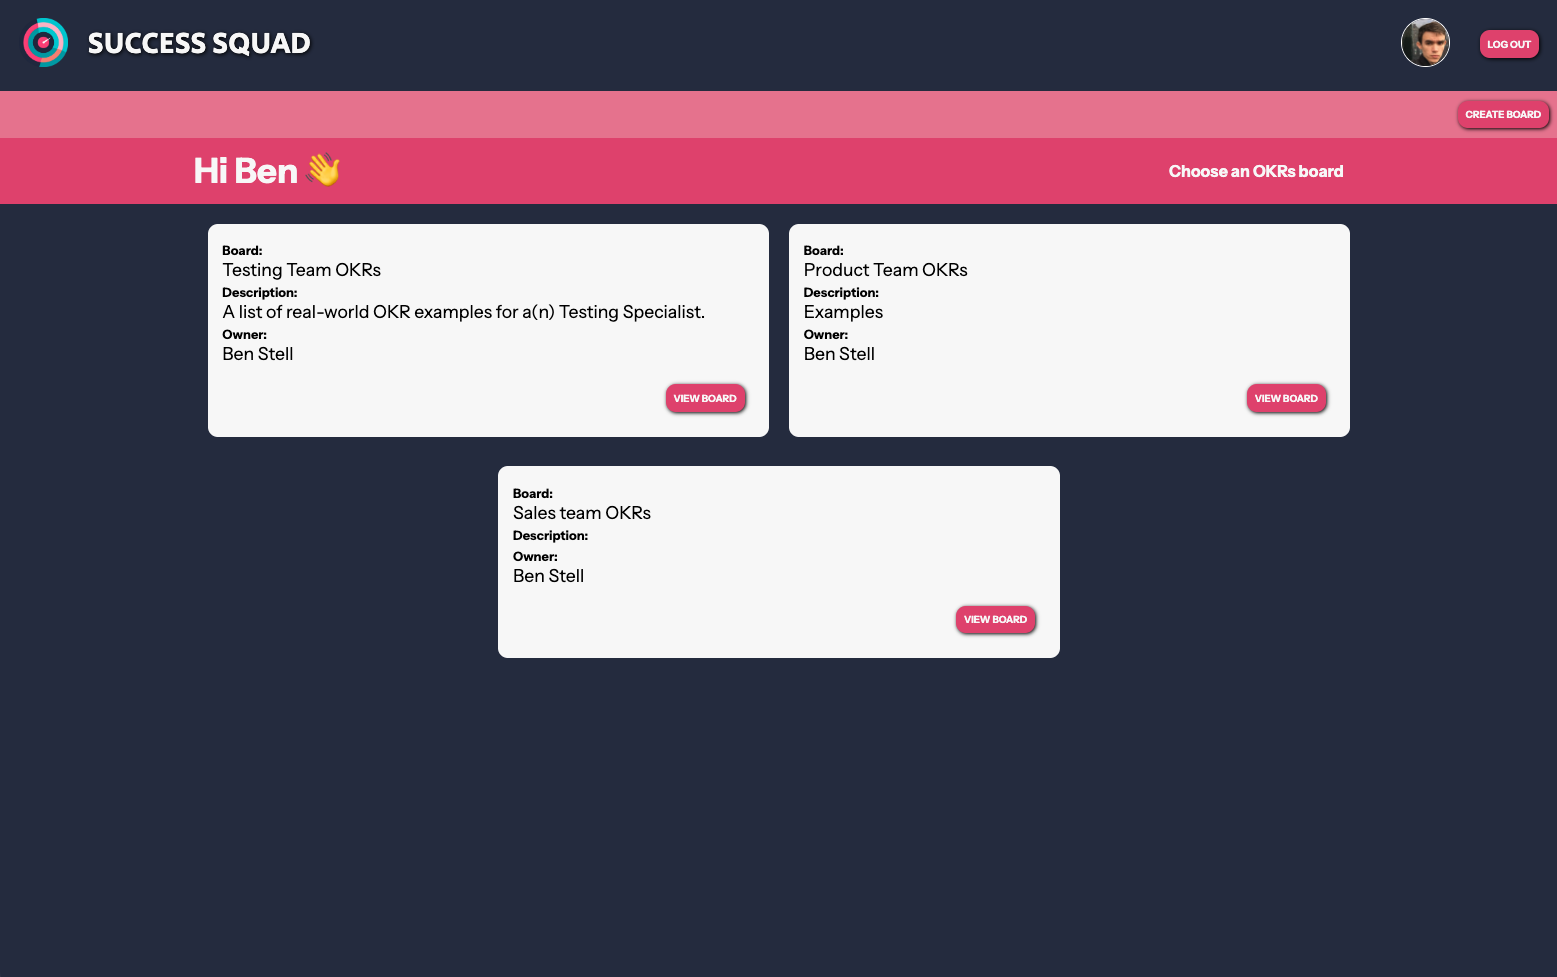 SUCCESS SQUAD
LOG OUT
CREATE BOARD
Hi Ben 👋
Choose an OKRs board
Board:
Testing Team OKRs
Description:
A list of real-world OKR examples for a(n) Testing Specialist.
Owner:
Ben Stell
VIEW BOARD
Board:
Product Team OKRs
Description:
Examples
Owner:
Ben Stell
VIEW BOARD
Board:
Sales team OKRs
Description:
Owner:
Ben Stell
VIEW BOARD